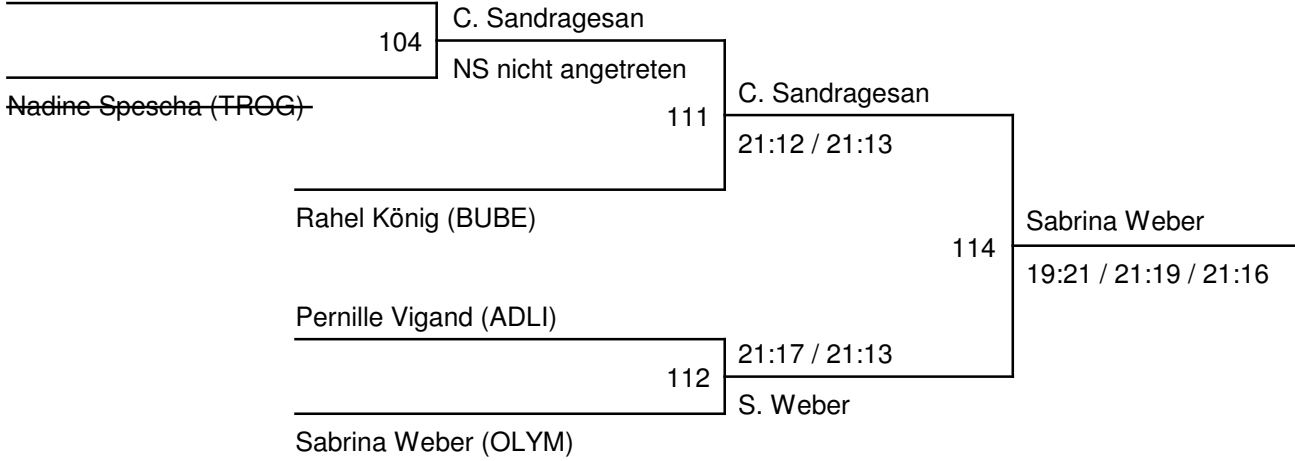 C. Sandragesan
104
NS nicht angetreten
Nadine Spescha (TROG)
C. Sandragesan
111
21:12 / 21:13
Rahel König (BUBE)
Sabrina Weber
114
19:21 / 21:19 / 21:16
Pernille Vigand (ADLI)
21:17 / 21:13
112
S. Weber
Sabrina Weber (OLYM)